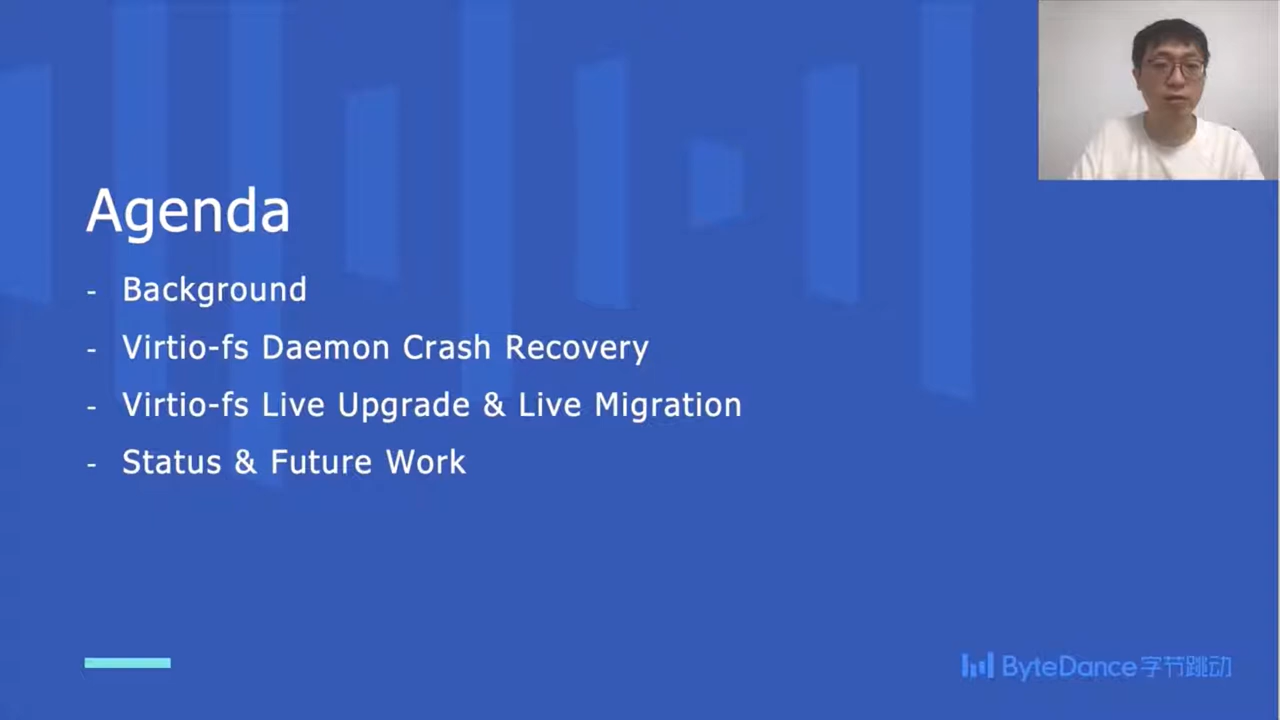 Agenda
- Background
- Virtio-fs Daemon Crash Recovery
- Virtio-fs Live Upgrade & Live Migration
- Status & Future Work
ByteDance字节跳动